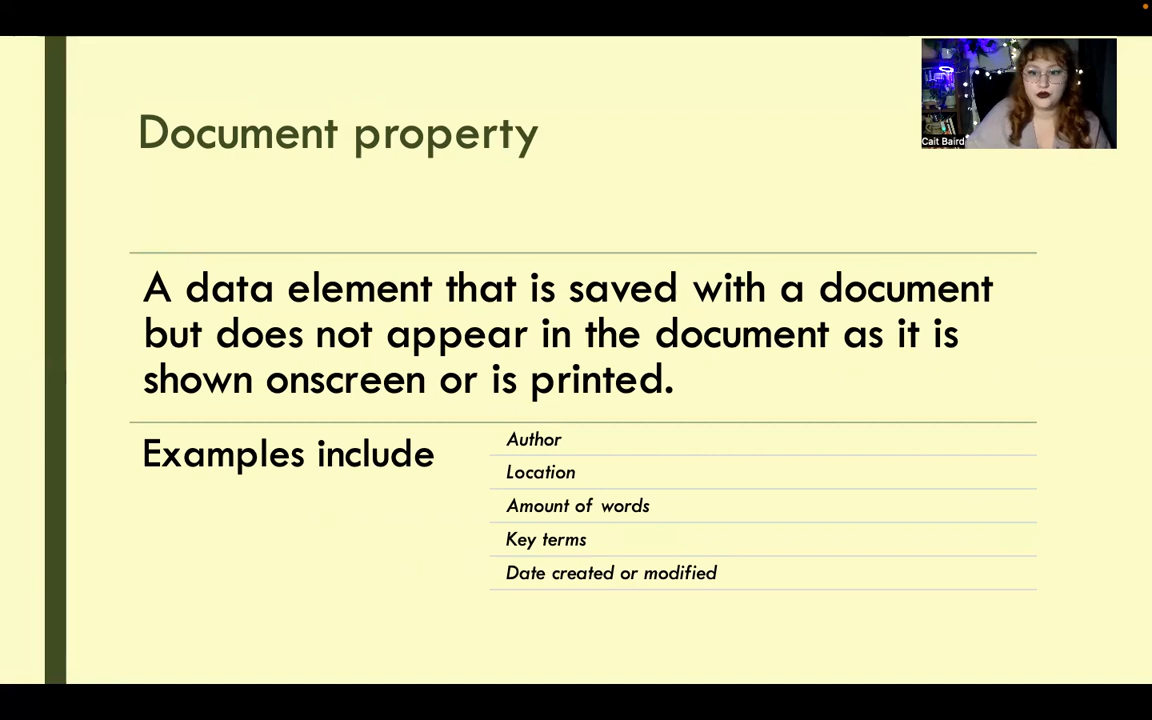 Cait Baird
Document property
A data element that is saved with a document
but does not appear in the document as it is
shown onscreen or is printed.
Examples include
Author
Location
Amount of words
Key terms
Date created or modified